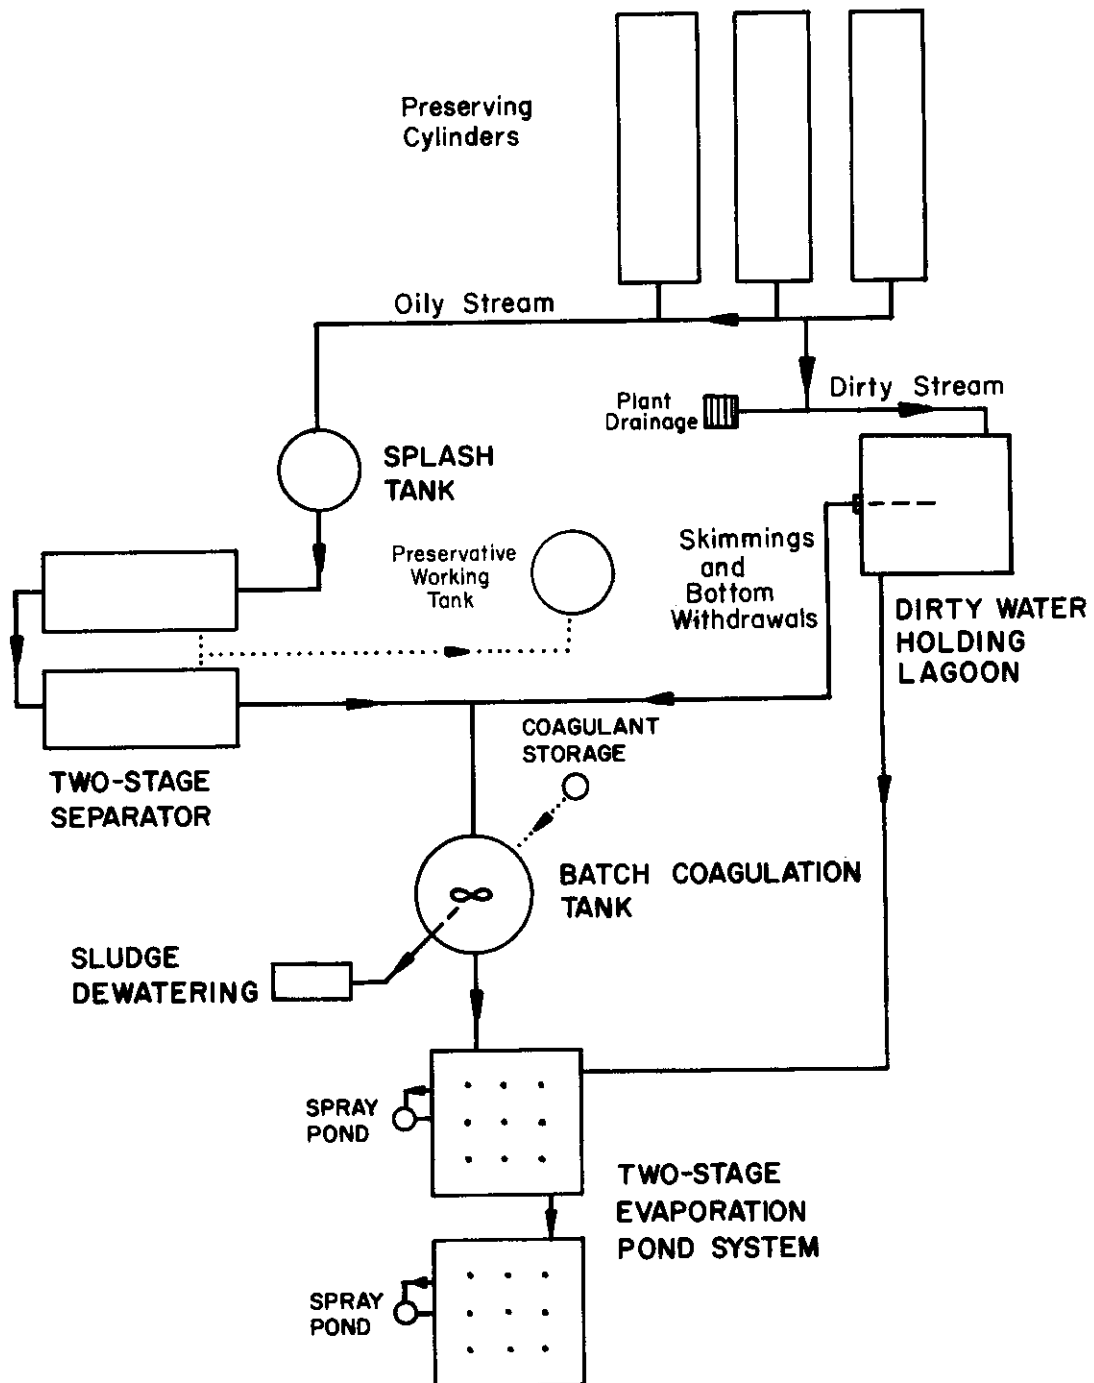 Preserving
Cylinders
Oily Stream
Dirty Stream
Plant
Drainage
SPLASH
TANK
Preservative
Working
Tank
Skimmings
and
Bottom
Withdrawals
DIRTY WATER
HOLDING
LAGOON
COAGULANT
STORAGE
TWO-STAGE
SEPARATOR
BATCH COAGULATION
TANK
SLUDGE
DEWATERING
SPRAY
POND
TWO-STAGE
EVAPORATION
POND SYSTEM
SPRAY
POND